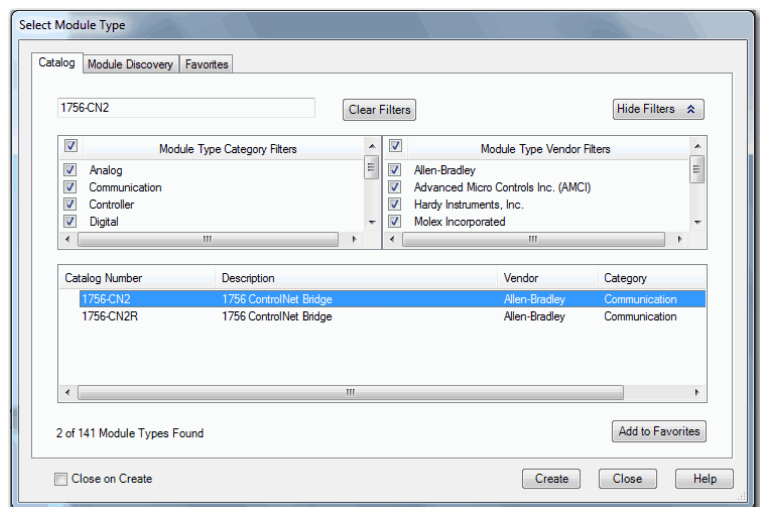 Select Module Type
Catalog Module Discovery Favorites
1756-CN2 Clear Filters Hide Filters
Module Type Category Filters Module Type Vendor Filters
Analog Allen-Bradley
Communication Advanced Micro Controls Inc. (AMCI)
Controller Hardy Instruments, Inc.
Digital Molex Incorporated
Catalog Number Description Vendor Category
1756-CN2 1756 ControlNet Bridge Allen-Bradley Communication
1756-CN2R 1756 ControlNet Bridge Allen-Bradley Communication
2 of 141 Module Types Found Add to Favorites
Close on Create Create Close Help